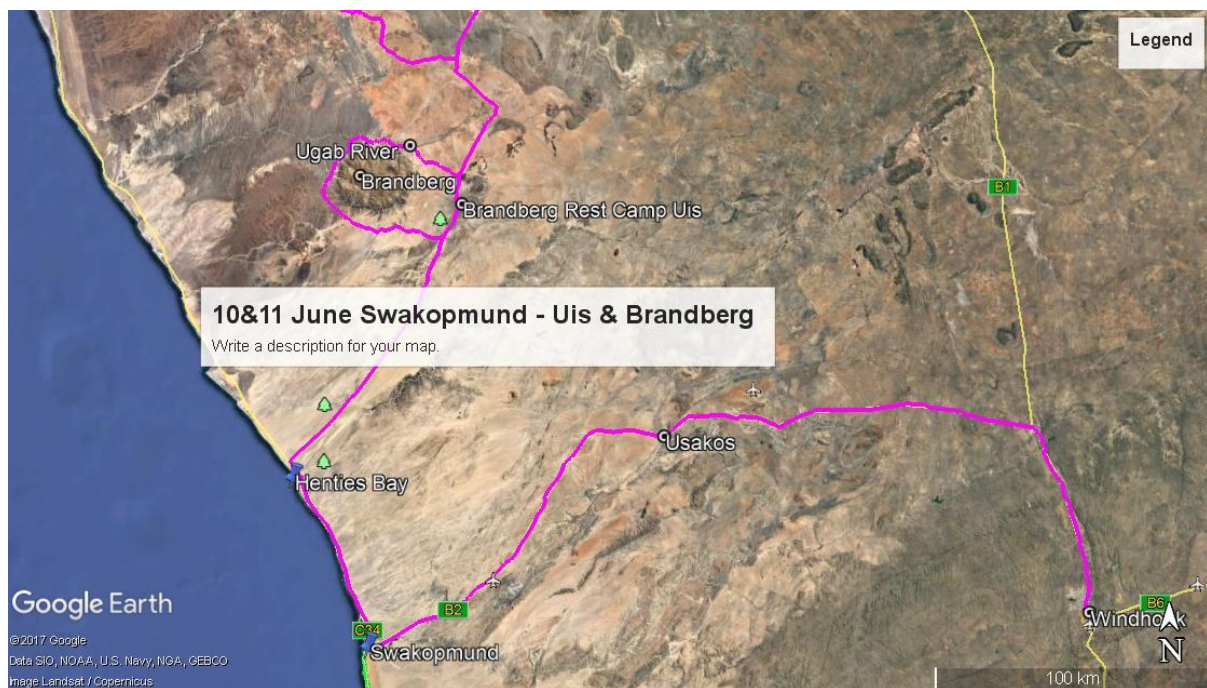 Legend
Ugab River
Brandberg
B1
Brandberg Rest Camp Uis
10&11 June Swakopmund - Uis & Brandberg
Write a description for your map.
Usakos
Henties Bay
Google Earth
B2
B6
Windhoek
C34
©2017 Google
Swakopmund
N
Data SIO, NOAA, U.S. Navy, NGA, GEBCO
Image Landsat / Copernicus
100 km